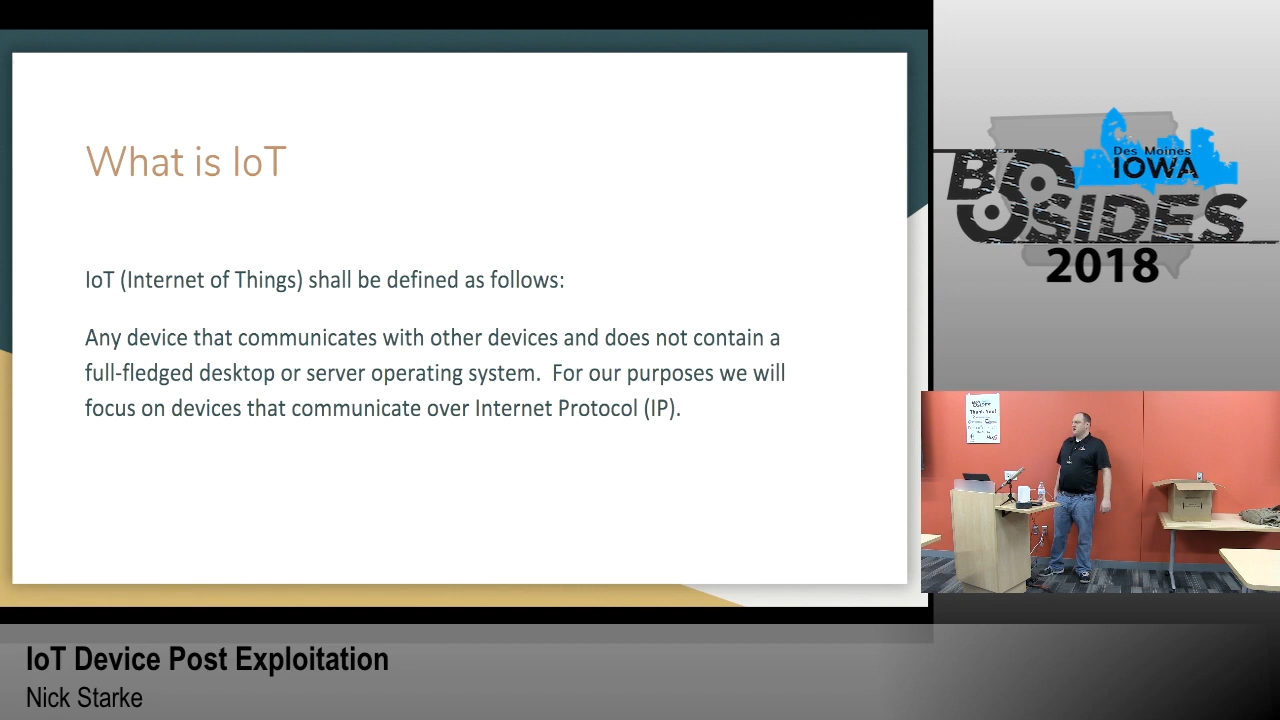 What is IoT
IoT (Internet of Things) shall be defined as follows:
Any device that communicates with other devices and does not contain a
full-fledged desktop or server operating system.  For our purposes we will
focus on devices that communicate over Internet Protocol (IP).
Des Moines
IOWA
BSIDES
2018
Thank You!
IoT Device Post Exploitation
Nick Starke